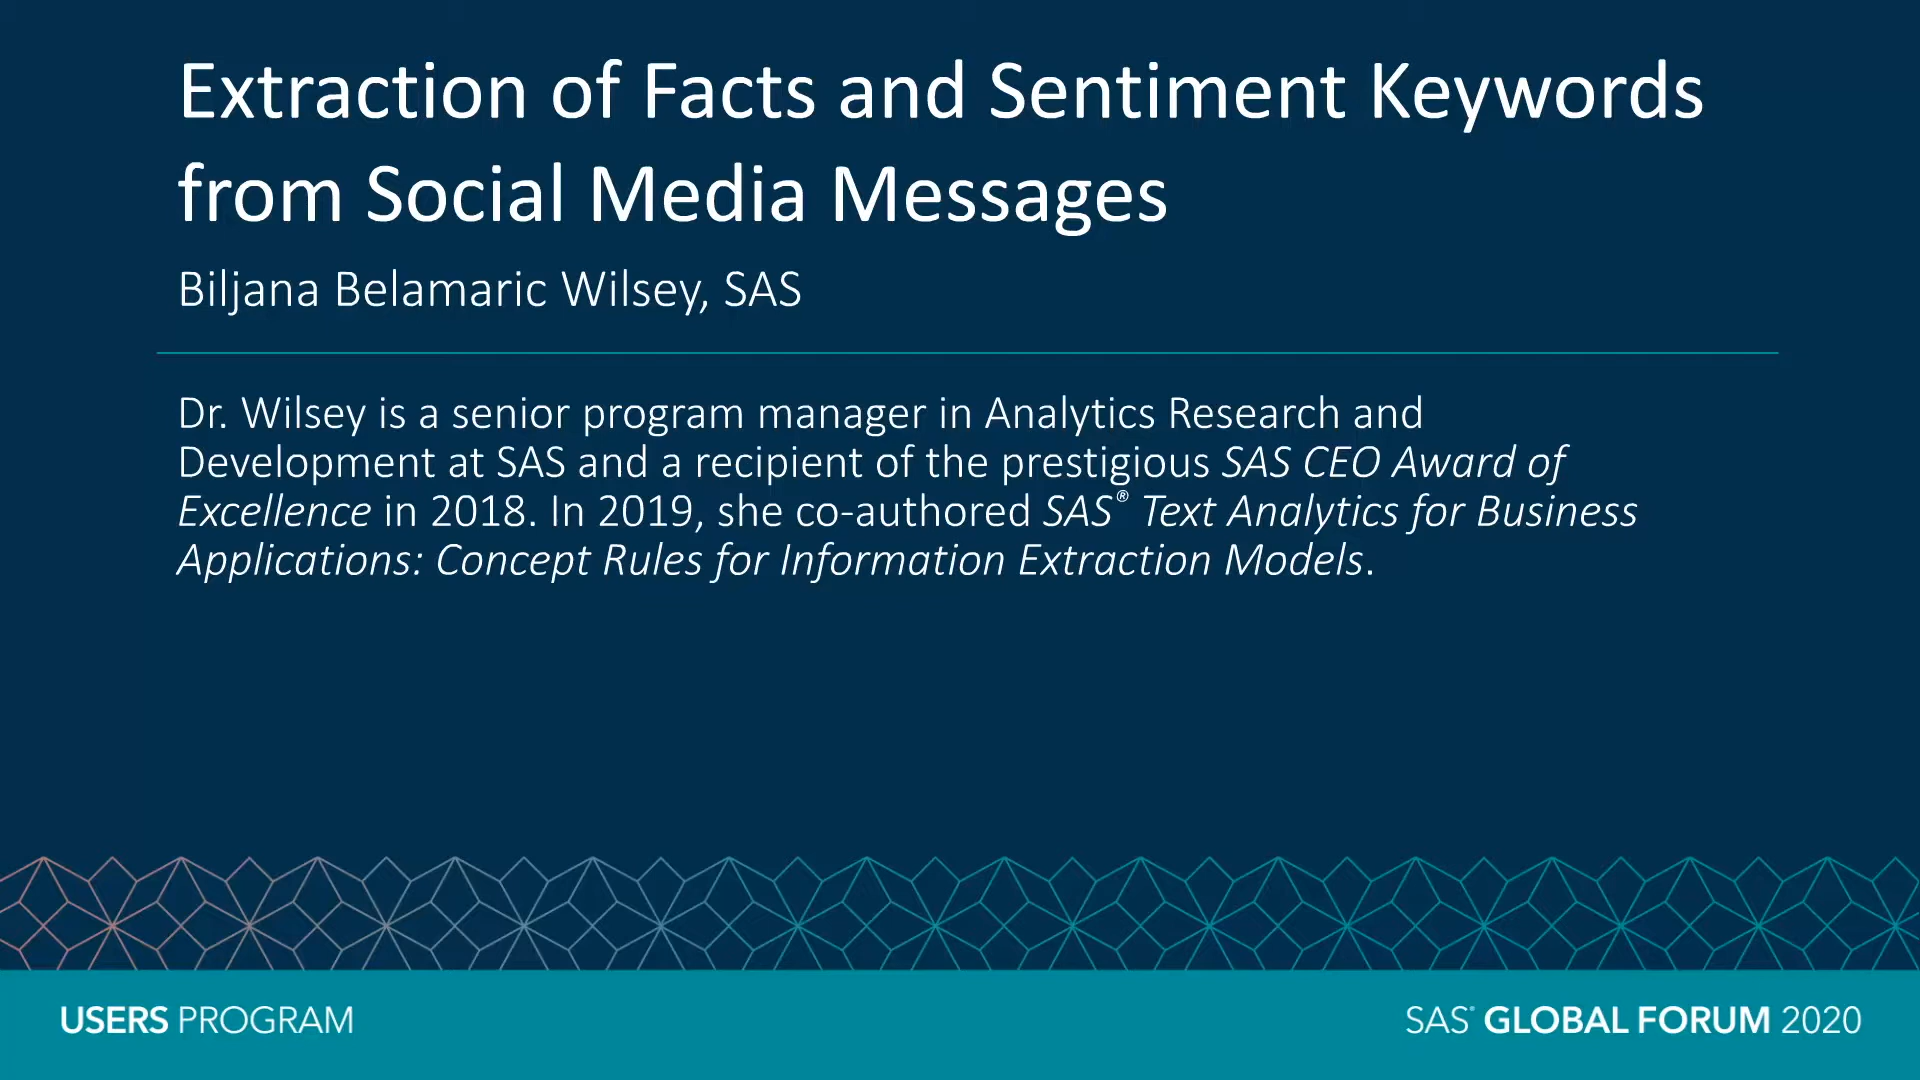 Extraction of Facts and Sentiment Keywords
from Social Media Messages
Biljana Belamaric Wilsey, SAS
Dr. Wilsey is a senior program manager in Analytics Research and
Development at SAS and a recipient of the prestigious SAS CEO Award of
Excellence in 2018. In 2019, she co-authored SAS® Text Analytics for Business
Applications: Concept Rules for Information Extraction Models.
USERS PROGRAM
SAS® GLOBAL FORUM 2020